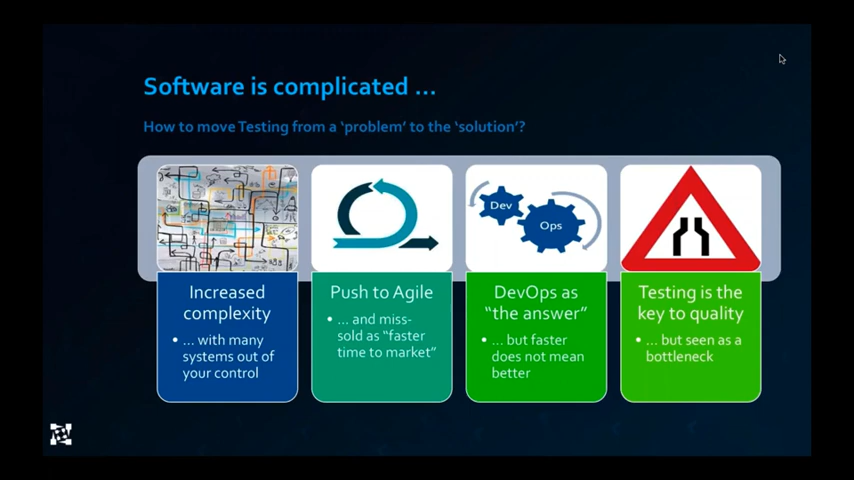 Software is complicated ...
How to move Testing from a ‘problem’ to the ‘solution’?
Dev
Ops
Increased
complexity
• ... with many
systems out of
your control
Push to Agile
• ... and miss-
sold as “faster
time to market”
DevOps as
“the answer”
• ... but faster
does not mean
better
Testing is the
key to quality
• ... but seen as a
bottleneck